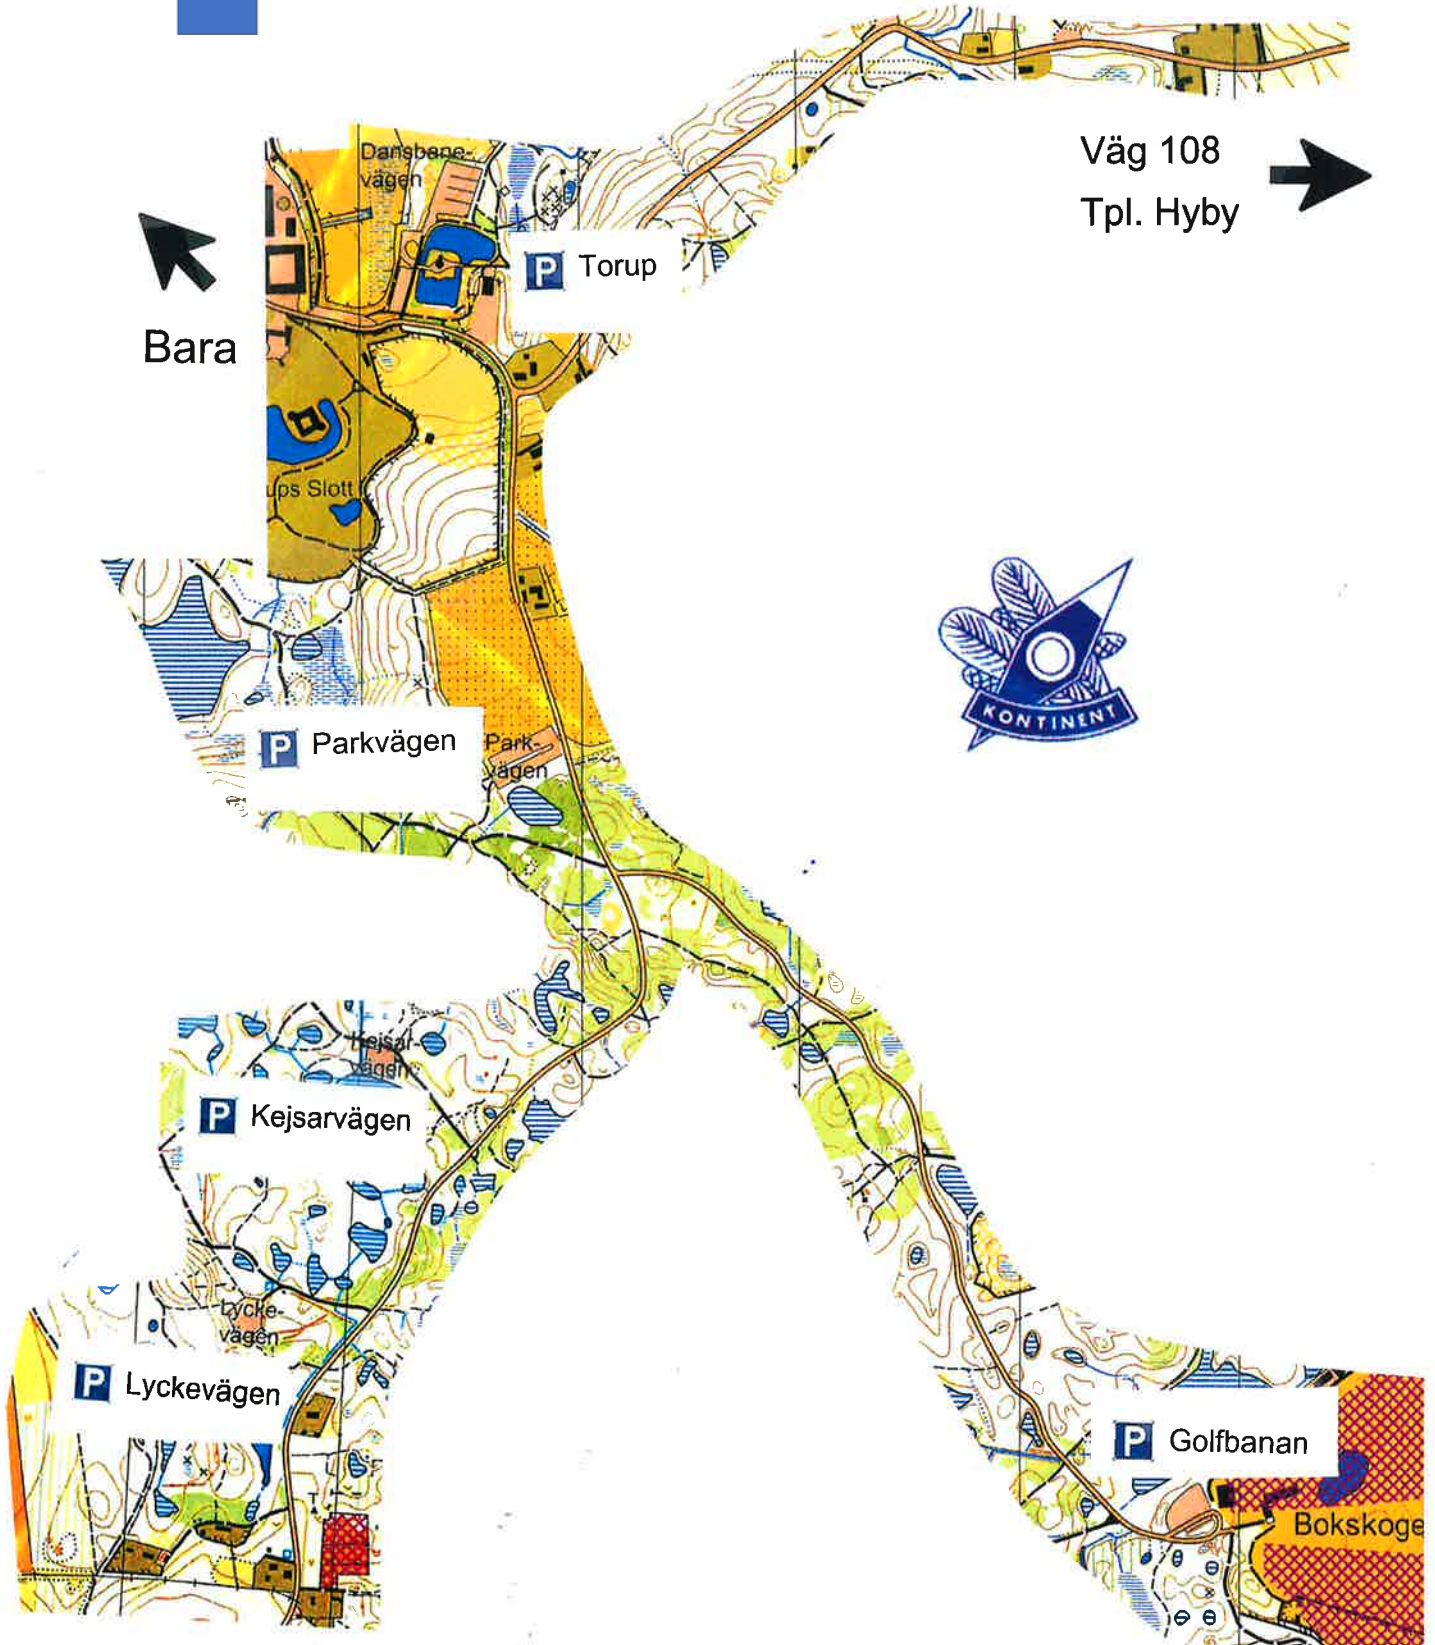 Väg 108
Tpl. Hyby
Dansbane-
vägen
P Torup
Bara
ups Slott
KONTINENT
P Parkvägen
Park-
vägen
Kejsar-
vägen
P Kejsarvägen
Lycke-
vägen
P Lyckevägen
P Golfbanan
Bokskoge